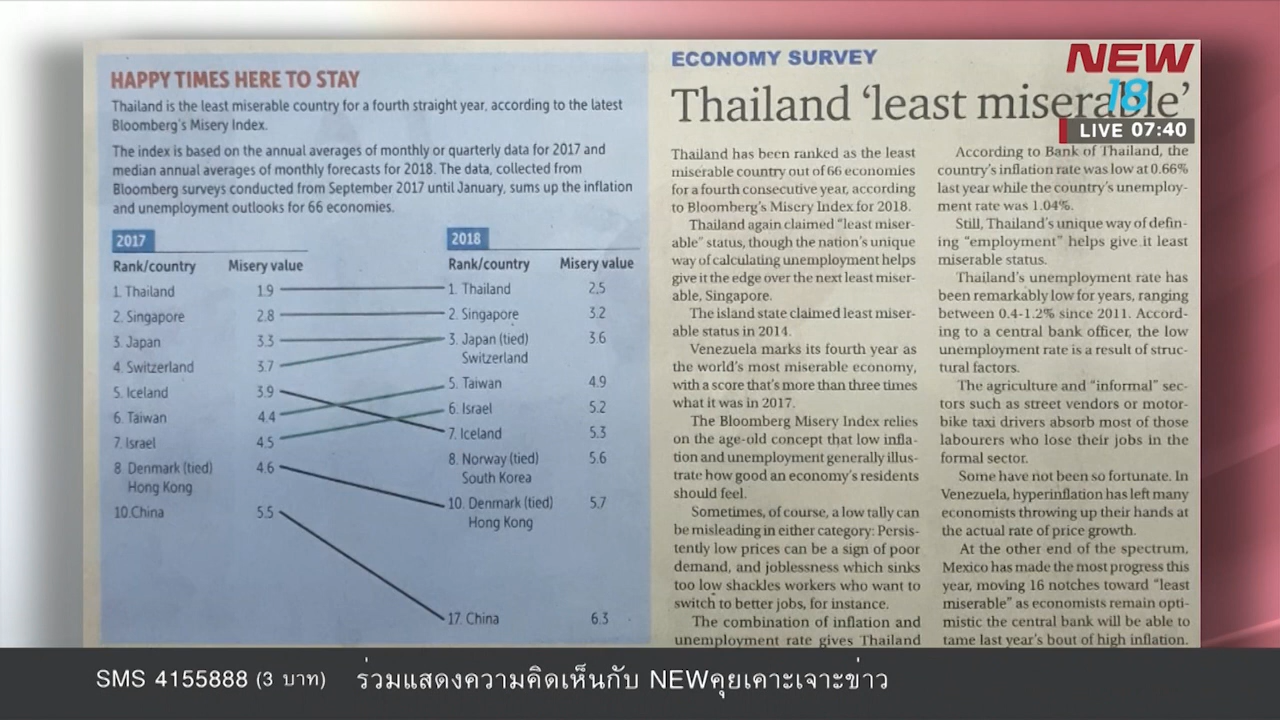 HAPPY TIMES HERE TO STAY
Thailand is the least miserable country for a fourth straight year, according to the latest
Bloomberg's Misery Index.
The index is based on the annual averages of monthly or quarterly data for 2017 and
median annual averages of monthly forecasts for 2018. The data, collected from
Bloomberg surveys conducted from September 2017 until January, sums up the inflation
and unemployment outlooks for 66 economies.
2017
Rank/country Misery value
1. Thailand 1.9
2. Singapore 2.8
3. Japan 3.3
4. Switzerland 3.7
5. Iceland 3.9
6. Taiwan 4.4
7. Israel 4.5
8. Denmark (tied) 4.6
Hong Kong
10.China 5.5
2018
Rank/country Misery value
1. Thailand 2.5
2. Singapore 3.2
3. Japan (tied) 3.6
Switzerland
5. Taiwan 4.9
6. Israel 5.2
7. Iceland 5.3
8. Norway (tied) 5.6
South Korea
10. Denmark (tied) 5.7
Hong Kong
17. China 6.3
ECONOMY SURVEY
Thailand 'least miserable'
Thailand has been ranked as the least
miserable country out of 66 economies
for a fourth consecutive year, according
to Bloomberg's Misery Index for 2018.
Thailand again claimed "least miser-
able" status, though the nation's unique
way of calculating unemployment helps
give it the edge over the next least miser-
able, Singapore.
The island state claimed least miser-
able status in 2014.
Venezuela marks its fourth year as
the world's most miserable economy,
with a score that's more than three times
what it was in 2017.
The Bloomberg Misery Index relies
on the age-old concept that low infla-
tion and unemployment generally illus-
trate how good an economy's residents
should feel.
Sometimes, of course, a low tally can
be misleading in either category: Persis-
tently low prices can be a sign of poor
demand, and joblessness which sinks
too low shackles workers who want to
switch to better jobs, for instance.
The combination of inflation and
unemployment rate gives Thailand
According to Bank of Thailand, the
country's inflation rate was low at 0.66%
last year while the country's unemploy-
ment rate was 1.04%.
Still, Thailand's unique way of defin-
ing "employment" helps give it least
miserable status.
Thailand's unemployment rate has
been remarkably low for years, ranging
between 0.4-1.2% since 2011. Accord-
ing to a central bank officer, the low
unemployment rate is a result of struc-
tural factors.
The agriculture and "informal" sec-
tors such as street vendors or motor-
bike taxi drivers absorb most of those
labourers who lose their jobs in the
formal sector.
Some have not been so fortunate. In
Venezuela, hyperinflation has left many
economists throwing up their hands at
the actual rate of price growth.
At the other end of the spectrum,
Mexico has made the most progress this
year, moving 16 notches toward "least
miserable" as economists remain opti-
mistic the central bank will be able to
tame last year's bout of high inflation.
NEW
18
LIVE 07:40
SMS 4155888 (3 บาท) ร่วมแสดงความคิดเห็นกับ NEWคุยเคาะเจาะข่าว